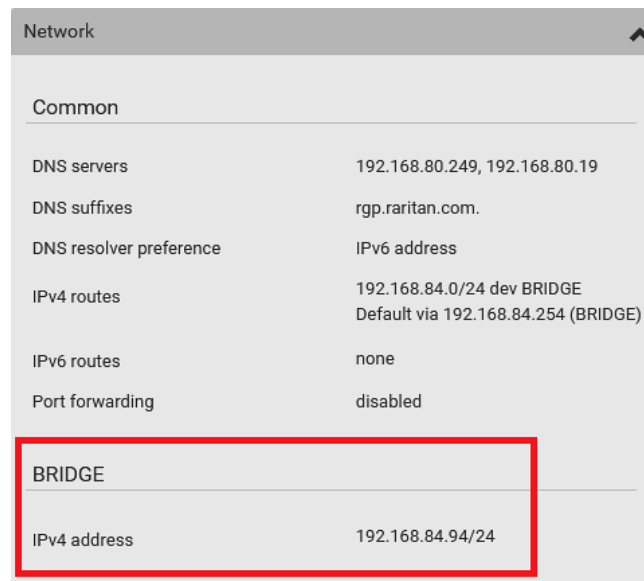 Network
Common
DNS servers 192.168.80.249, 192.168.80.19
DNS suffixes rgp.raritan.com.
DNS resolver preference IPv6 address
IPv4 routes 192.168.84.0/24 dev BRIDGE
Default via 192.168.84.254 (BRIDGE)
IPv6 routes none
Port forwarding disabled
BRIDGE
IPv4 address 192.168.84.94/24